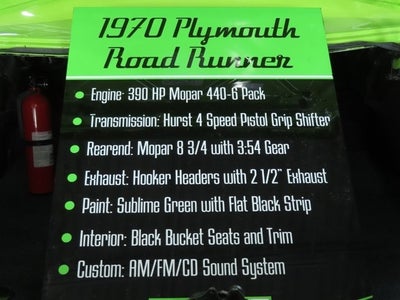 1970 Plymouth
Road Runner
Engine: 390 HP Mopar 440-6 Pack
Transmission: Hurst 4 Speed Pistol Grip Shifter
Rearend: Mopar 8 3/4 with 3:54 Gear
Exhaust: Hooker Headers with 2 1/2" Exhaust
Paint: Sublime Green with Flat Black Strip
Interior: Black Bucket Seats and Trim
Custom: AM/FM/CD Sound System